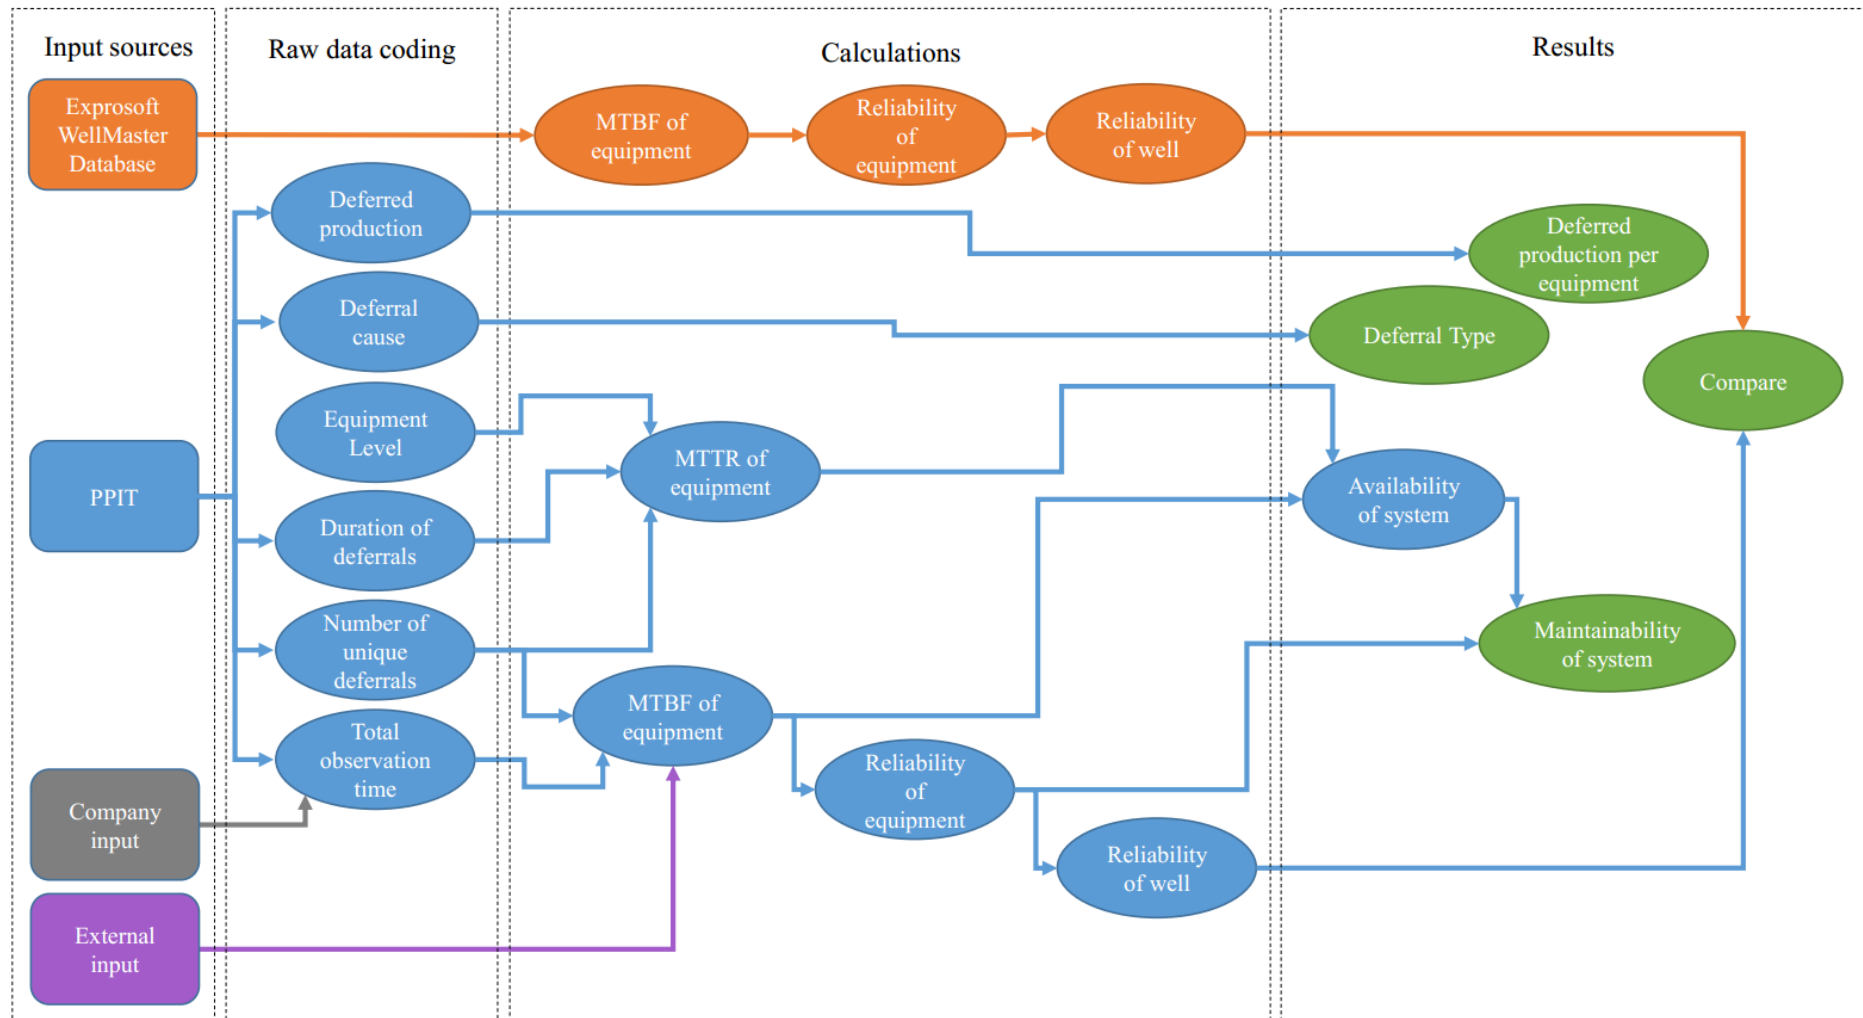 Input sources
Raw data coding
Calculations
Results
Exprosoft
WellMaster
Database
MTBF of
equipment
Reliability
of
equipment
Reliability
of well
Deferred
production
Deferred
production per
equipment
Deferral
cause
Deferral Type
Compare
Equipment
Level
MTTR of
equipment
PPIT
Availability
of system
Duration of
deferrals
Number of
unique
deferrals
Maintainability
of system
MTBF of
equipment
Total
observation
time
Reliability
of
equipment
Company
input
Reliability
of well
External
input